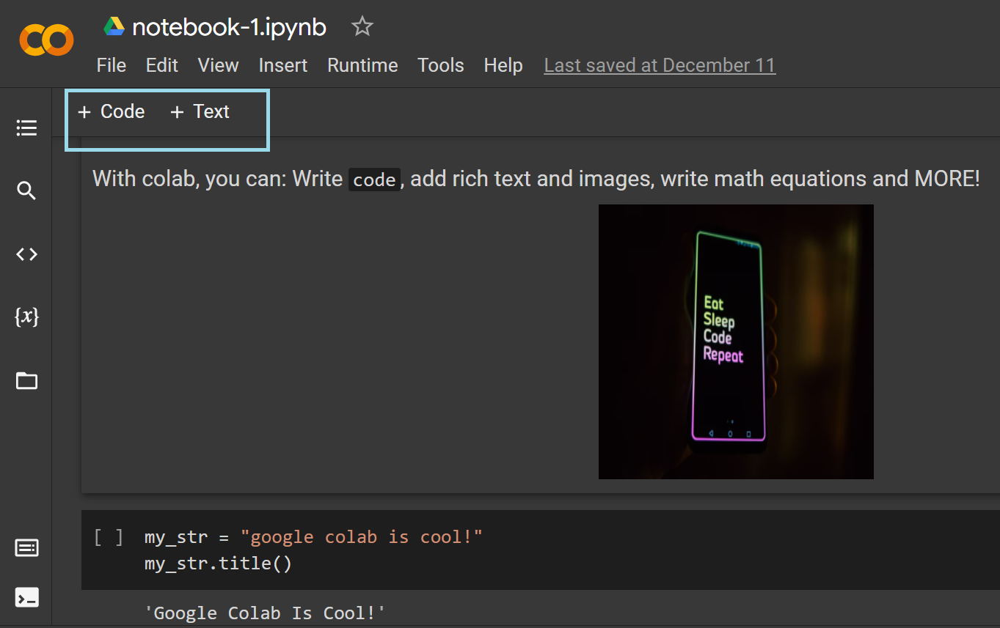 notebook-1.ipynb
File Edit View Insert Runtime Tools Help Last saved at December 11
+ Code + Text
With colab, you can: Write code, add rich text and images, write math equations and MORE!
Eat
Sleep
Code
Repeat
[ ] my_str = "google colab is cool!"
my_str.title()
'Google Colab Is Cool!'